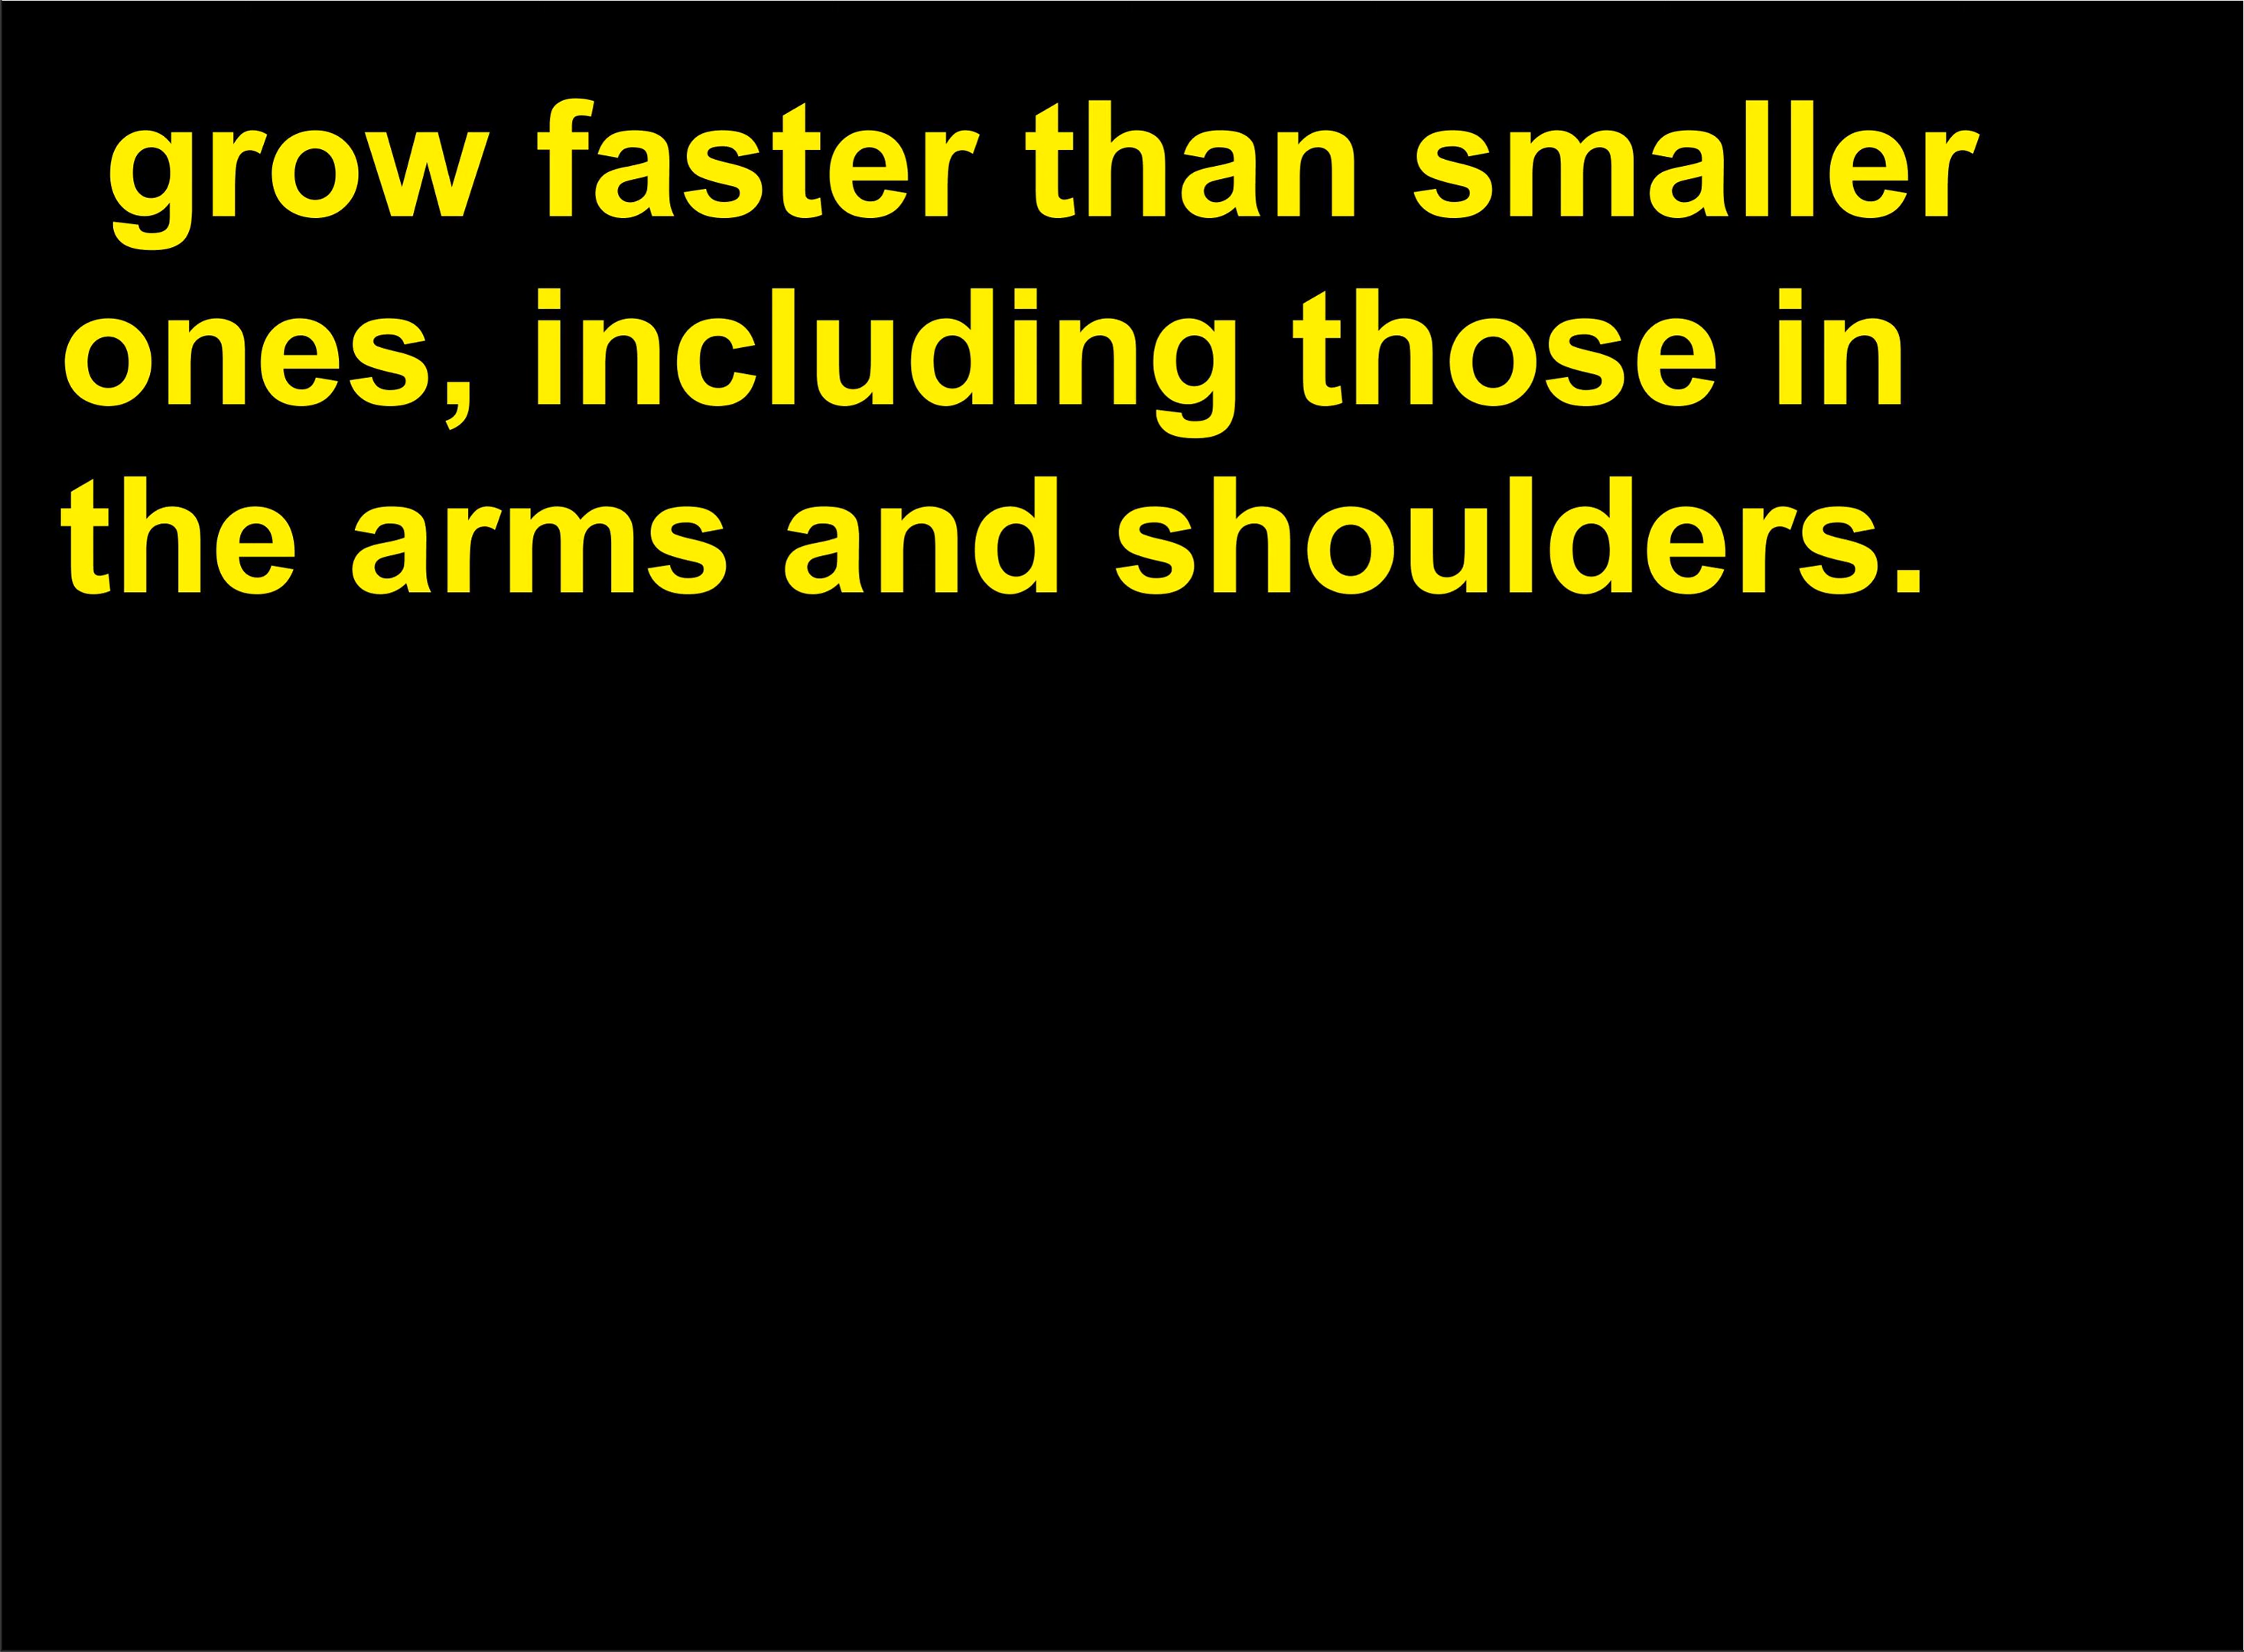 grow faster than smaller
ones, including those in
the arms and shoulders.